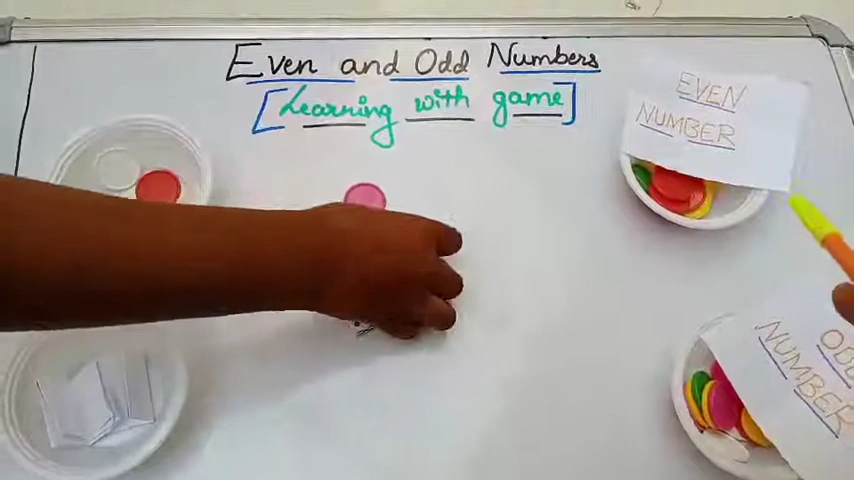 Even and Odd Numbers
[Learning with game]
EVEN
NUMBER
ODD
NUMBER